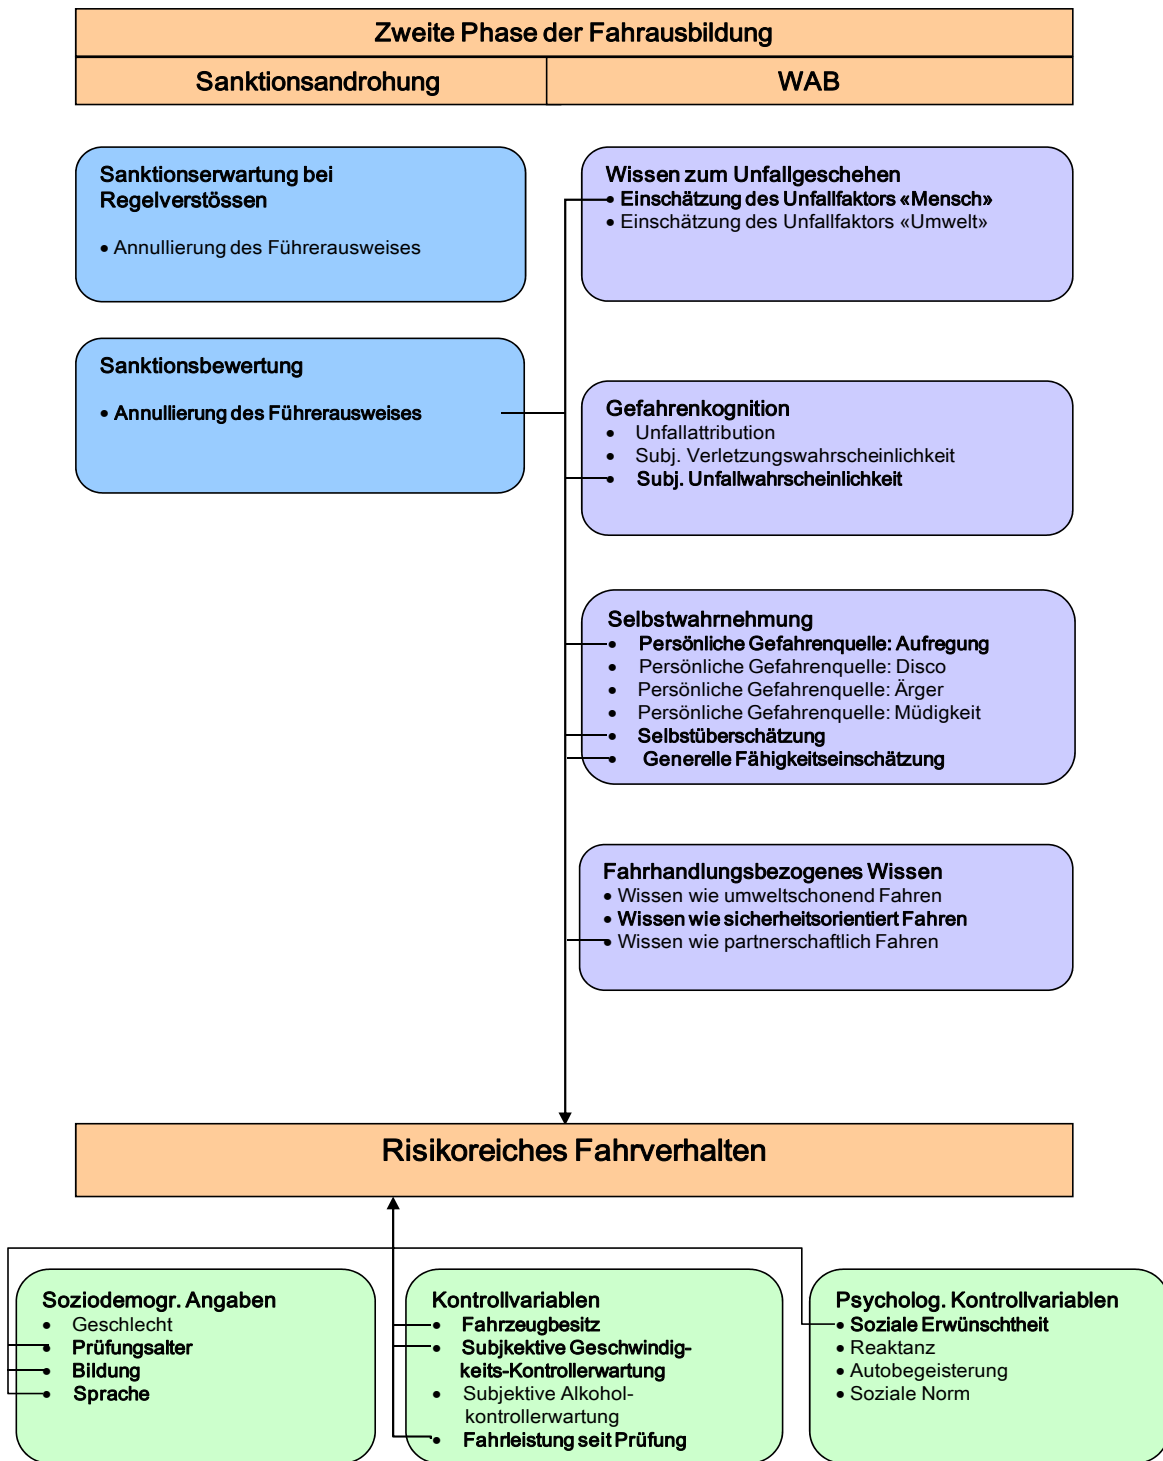 Zweite Phase der Fahrausbildung
Sanktionsandrohung
WAB
Sanktionserwartung bei
Regelverstössen
• Annullierung des Führerausweises
Wissen zum Unfallgeschehen
• Einschätzung des Unfallfaktors «Mensch»
• Einschätzung des Unfallfaktors «Umwelt»
Sanktionsbewertung
• Annullierung des Führerausweises
Gefahrenkognition
• Unfallattribution
• Subj. Verletzungswahrscheinlichkeit
• Subj. Unfallwahrscheinlichkeit
Selbstwahrnehmung
• Persönliche Gefahrenquelle: Aufregung
• Persönliche Gefahrenquelle: Disco
• Persönliche Gefahrenquelle: Ärger
• Persönliche Gefahrenquelle: Müdigkeit
• Selbstüberschätzung
• Generelle Fähigkeitseinschätzung
Fahrhandlungsbezogenes Wissen
• Wissen wie umweltschonend Fahren
• Wissen wie sicherheitsorientiert Fahren
• Wissen wie partnerschaftlich Fahren
Risikoreiches Fahrverhalten
Soziodemogr. Angaben
• Geschlecht
• Prüfungsalter
• Bildung
• Sprache
Kontrollvariablen
• Fahrzeugbesitz
• Subjkektive Geschwindig-
keits-Kontrollerwartung
• Subjektive Alkohol-
kontrollerwartung
• Fahrleistung seit Prüfung
Psycholog. Kontrollvariablen
• Soziale Erwünschtheit
• Reaktanz
• Autobegeisterung
• Soziale Norm